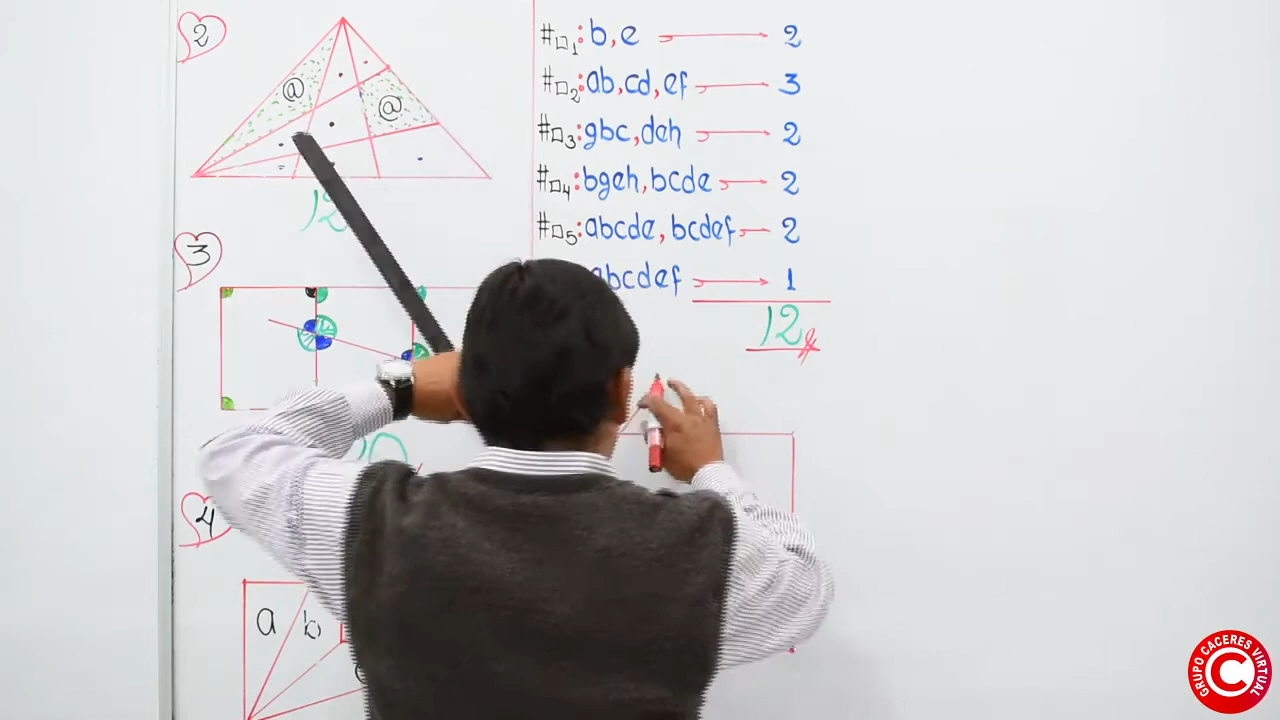 2
@
@
12
3
4
a b
#□1: b, e → 2
#□2: ab, cd, ef → 3
#□3: gbc, deh → 2
#□4: bgeh, bcde → 2
#□5: abcde, bcdef → 2
abcdef → 1
12
GRUPO CACERES VIRTUAL
C